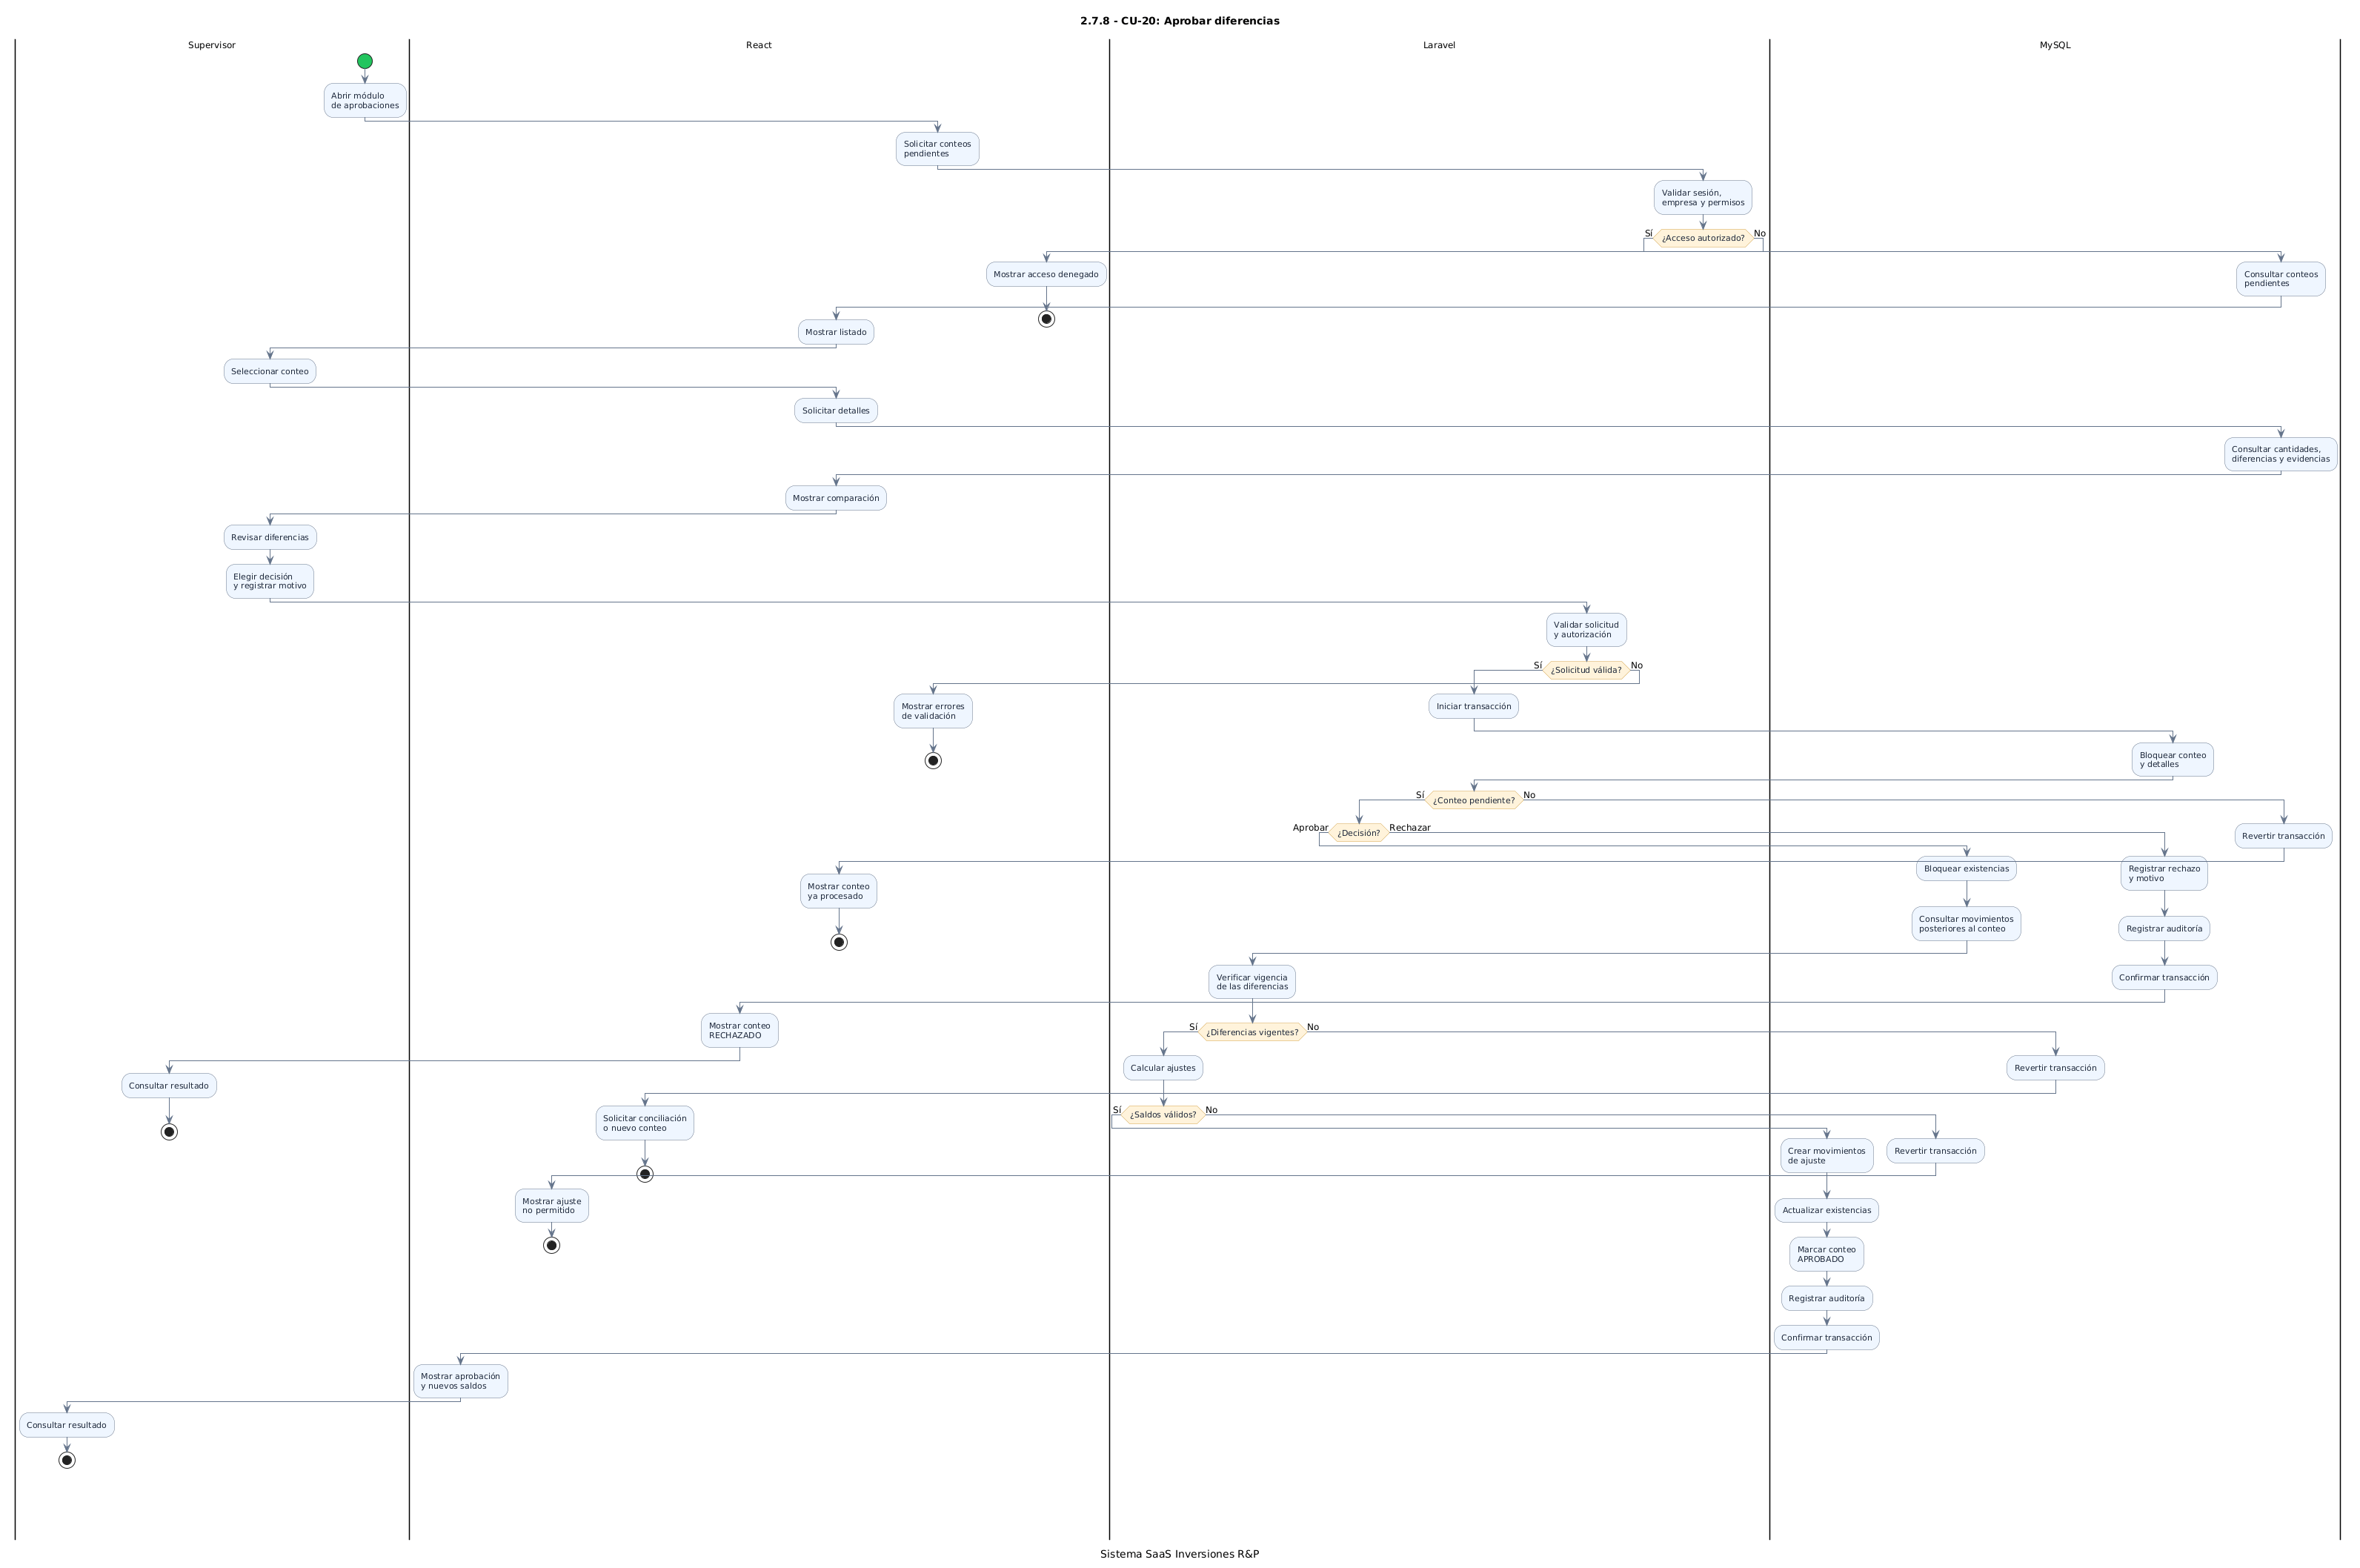 2.7.8 - CU-20: Aprobar diferencias
Supervisor
React
Laravel
MySQL
Abrir módulo
de aprobaciones
Solicitar conteos
pendientes
Validar sesión,
empresa y permisos
Sí
¿Acceso autorizado?
No
Mostrar acceso denegado
Consultar conteos
pendientes
Mostrar listado
Seleccionar conteo
Solicitar detalles
Consultar cantidades,
diferencias y evidencias
Mostrar comparación
Revisar diferencias
Elegir decisión
y registrar motivo
Validar solicitud
y autorización
Sí
¿Solicitud válida?
No
Mostrar errores
de validación
Iniciar transacción
Bloquear conteo
y detalles
Sí
¿Conteo pendiente?
No
Aprobar
¿Decisión?
Rechazar
Revertir transacción
Mostrar conteo
ya procesado
Bloquear existencias
Registrar rechazo
y motivo
Consultar movimientos
posteriores al conteo
Registrar auditoría
Verificar vigencia
de las diferencias
Confirmar transacción
Mostrar conteo
RECHAZADO
Sí
¿Diferencias vigentes?
No
Consultar resultado
Calcular ajustes
Revertir transacción
Solicitar conciliación
o nuevo conteo
Sí
¿Saldos válidos?
No
Crear movimientos
de ajuste
Revertir transacción
Mostrar ajuste
no permitido
Actualizar existencias
Marcar conteo
APROBADO
Registrar auditoría
Confirmar transacción
Mostrar aprobación
y nuevos saldos
Consultar resultado
Sistema SaaS Inversiones R&P